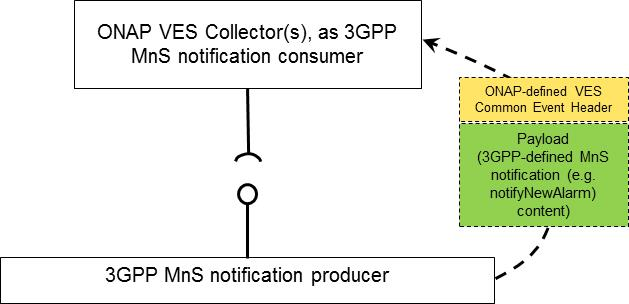 ONAP VES Collector(s), as 3GPP
MnS notification consumer
ONAP-defined VES
Common Event Header
Payload
(3GPP-defined MnS
notification (e.g.
notifyNewAlarm)
content)
3GPP MnS notification producer